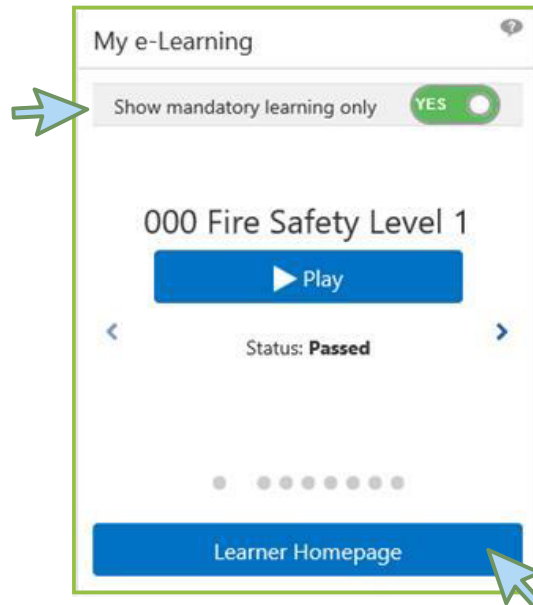 My e-Learning
?
Show mandatory learning only YES
000 Fire Safety Level 1
Play
Status: Passed
Learner Homepage